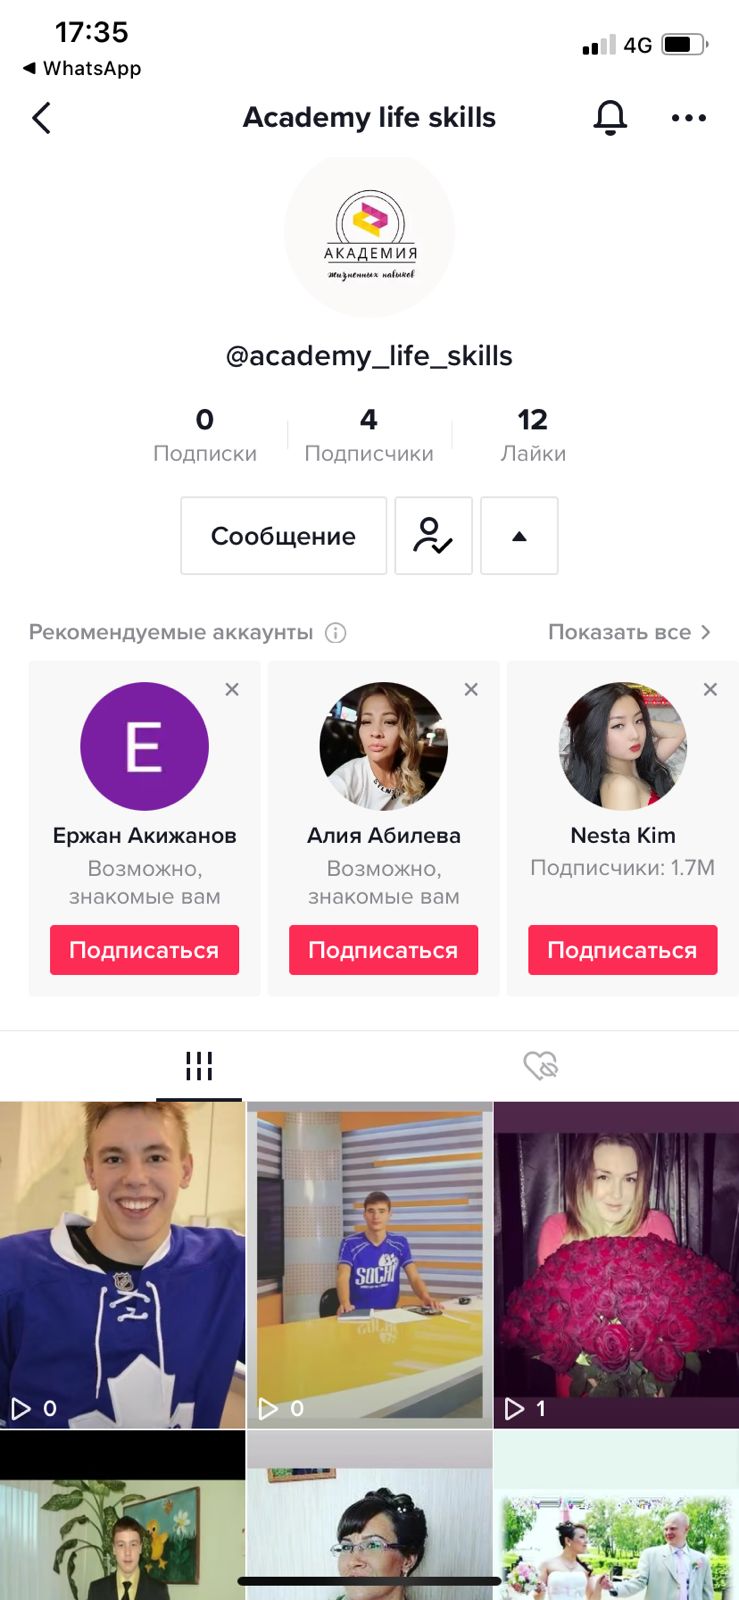 17:35
4G
◀ WhatsApp
Academy life skills
АКАДЕМИЯ
жизненных навыков
@academy_life_skills
0 4 12
Подписки Подписчики Лайки
Сообщение
Рекомендуемые аккаунты Показать все >
E
Ержан Акижанов Алия Абилева Nesta Kim
Возможно, Возможно, Подписчики: 1.7M
знакомые вам знакомые вам
Подписаться Подписаться Подписаться
SOCHI
0 0 1